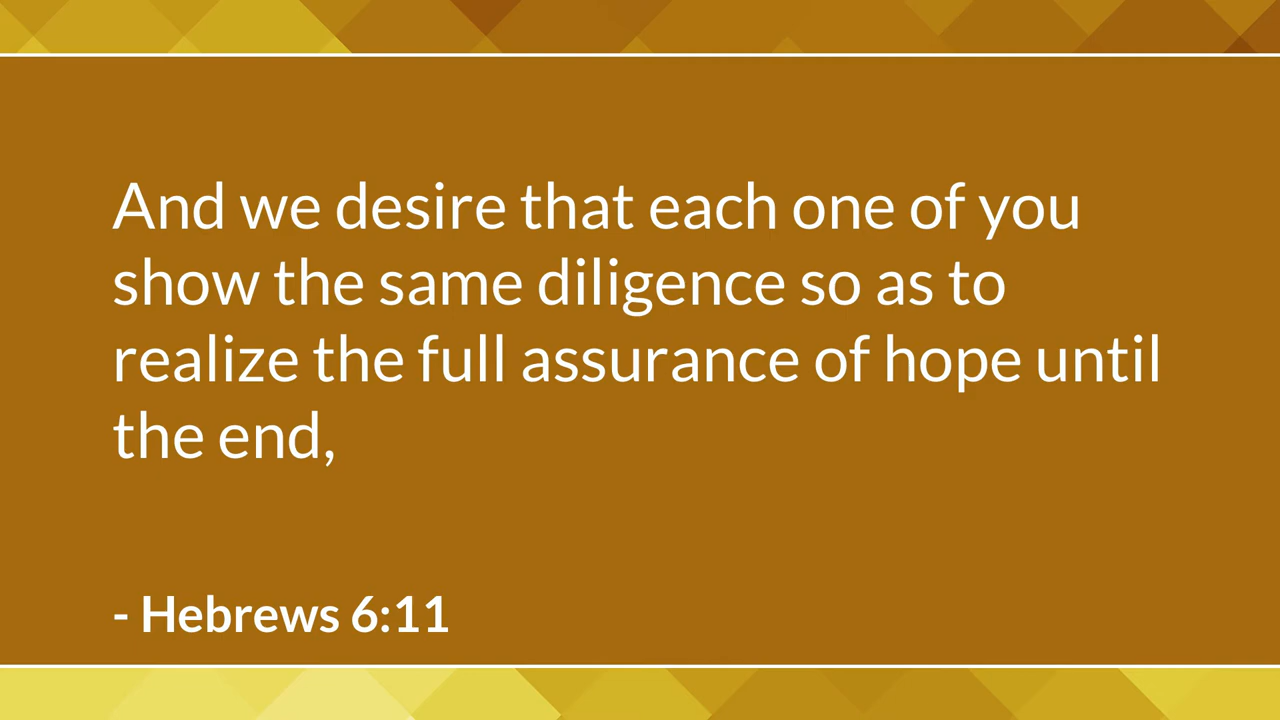 And we desire that each one of you
show the same diligence so as to
realize the full assurance of hope until
the end,
- Hebrews 6:11